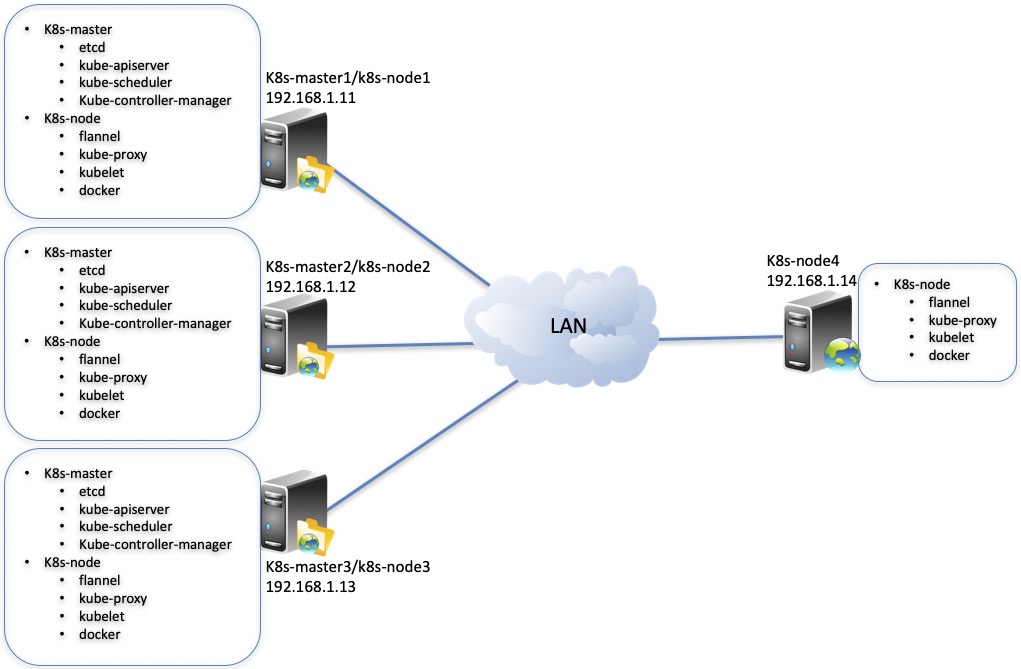 K8s-master
etcd
kube-apiserver
kube-scheduler
Kube-controller-manager
K8s-node
flannel
kube-proxy
kubelet
docker
K8s-master1/k8s-node1
192.168.1.11
K8s-master
etcd
kube-apiserver
kube-scheduler
Kube-controller-manager
K8s-node
flannel
kube-proxy
kubelet
docker
K8s-master2/k8s-node2
192.168.1.12
K8s-master
etcd
kube-apiserver
kube-scheduler
Kube-controller-manager
K8s-node
flannel
kube-proxy
kubelet
docker
K8s-master3/k8s-node3
192.168.1.13
LAN
K8s-node4
192.168.1.14
K8s-node
flannel
kube-proxy
kubelet
docker